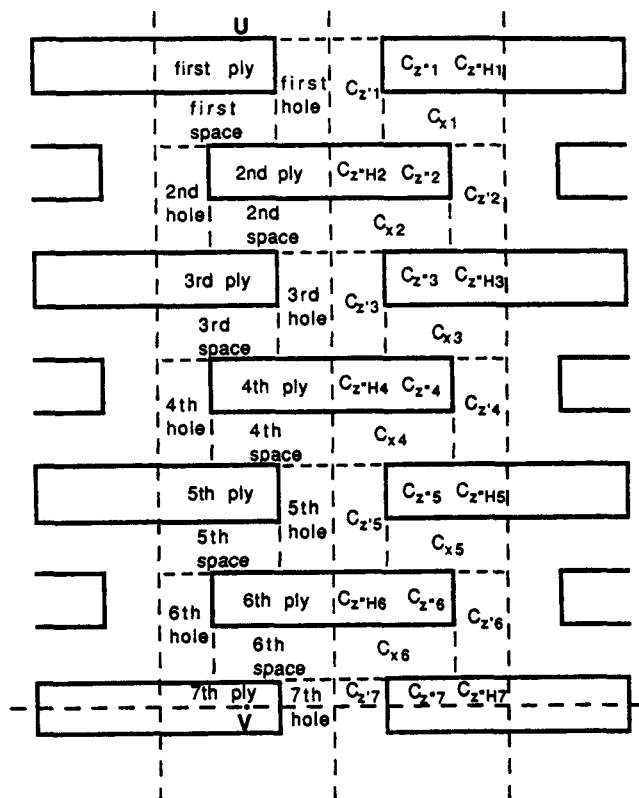 U
first ply
first
hole
C_z'1
C_z"1 C_z"H1
first
space
C_x1
2nd
hole
2nd ply
C_z"H2 C_z"2
C_z'2
2nd
space
C_x2
3rd ply
3rd
hole
C_z'3
C_z"3 C_z"H3
3rd
space
C_x3
4th
hole
4th ply
C_z"H4 C_z"4
C_z'4
4th
space
C_x4
5th ply
5th
hole
C_z'5
C_z"5 C_z"H5
5th
space
C_x5
6th
hole
6th ply
C_z"H6 C_z"6
C_z'6
6th
space
C_x6
7th ply
7th
hole
C_z'7
C_z"7 C_z"H7
V